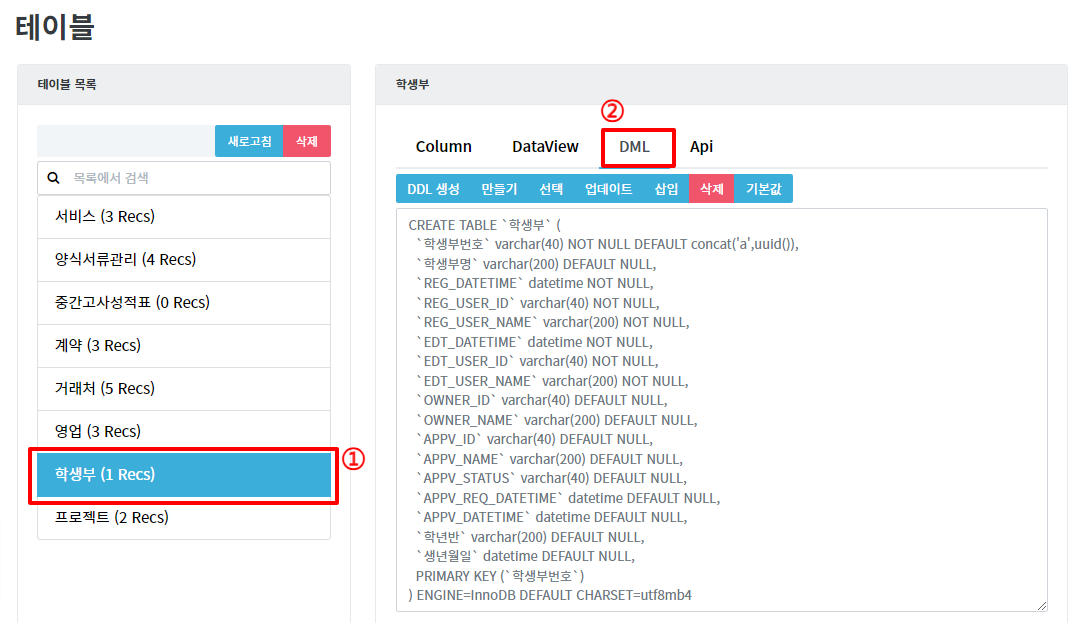 테이블
테이블 목록
새로고침 삭제
목록에서 검색
서비스 (3 Recs)
양식서류관리 (4 Recs)
중간고사성적표 (0 Recs)
계약 (3 Recs)
거래처 (5 Recs)
영업 (3 Recs)
학생부 (1 Recs) ①
프로젝트 (2 Recs)
학생부
②
Column DataView DML Api
DDL 생성 만들기 선택 업데이트 삽입 삭제 기본값
CREATE TABLE `학생부` (
`학생부번호` varchar(40) NOT NULL DEFAULT concat('a',uuid()),
`학생부명` varchar(200) DEFAULT NULL,
`REG_DATETIME` datetime NOT NULL,
`REG_USER_ID` varchar(40) NOT NULL,
`REG_USER_NAME` varchar(200) NOT NULL,
`EDT_DATETIME` datetime NOT NULL,
`EDT_USER_ID` varchar(40) NOT NULL,
`EDT_USER_NAME` varchar(200) NOT NULL,
`OWNER_ID` varchar(40) DEFAULT NULL,
`OWNER_NAME` varchar(200) DEFAULT NULL,
`APPV_ID` varchar(40) DEFAULT NULL,
`APPV_NAME` varchar(200) DEFAULT NULL,
`APPV_STATUS` varchar(40) DEFAULT NULL,
`APPV_REQ_DATETIME` datetime DEFAULT NULL,
`APPV_DATETIME` datetime DEFAULT NULL,
`학년반` varchar(200) DEFAULT NULL,
`생년월일` datetime DEFAULT NULL,
PRIMARY KEY (`학생부번호`)
) ENGINE=InnoDB DEFAULT CHARSET=utf8mb4